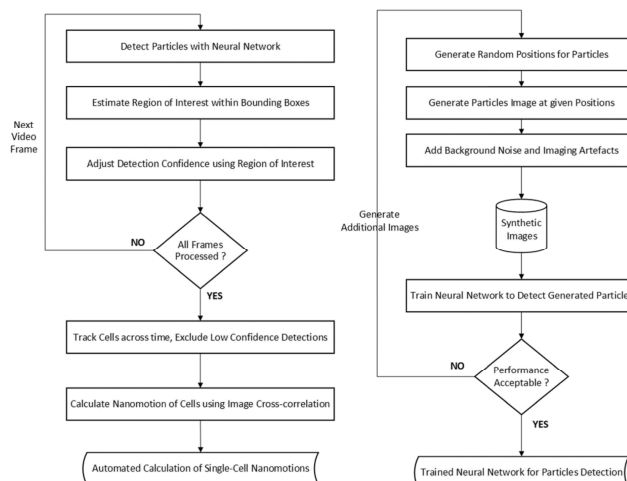 Detect Particles with Neural Network
Estimate Region of Interest within Bounding Boxes
Next
Video
Frame
Adjust Detection Confidence using Region of Interest
NO
All Frames
Processed ?
YES
Track Cells across time, Exclude Low Confidence Detections
Calculate Nanomotion of Cells using Image Cross-correlation
Automated Calculation of Single-Cell Nanomotions
Generate Random Positions for Particles
Generate Particles Image at given Positions
Add Background Noise and Imaging Artefacts
Generate
Additional Images
Synthetic
Images
Train Neural Network to Detect Generated Particle
NO
Performance
Acceptable ?
YES
Trained Neural Network for Particles Detection